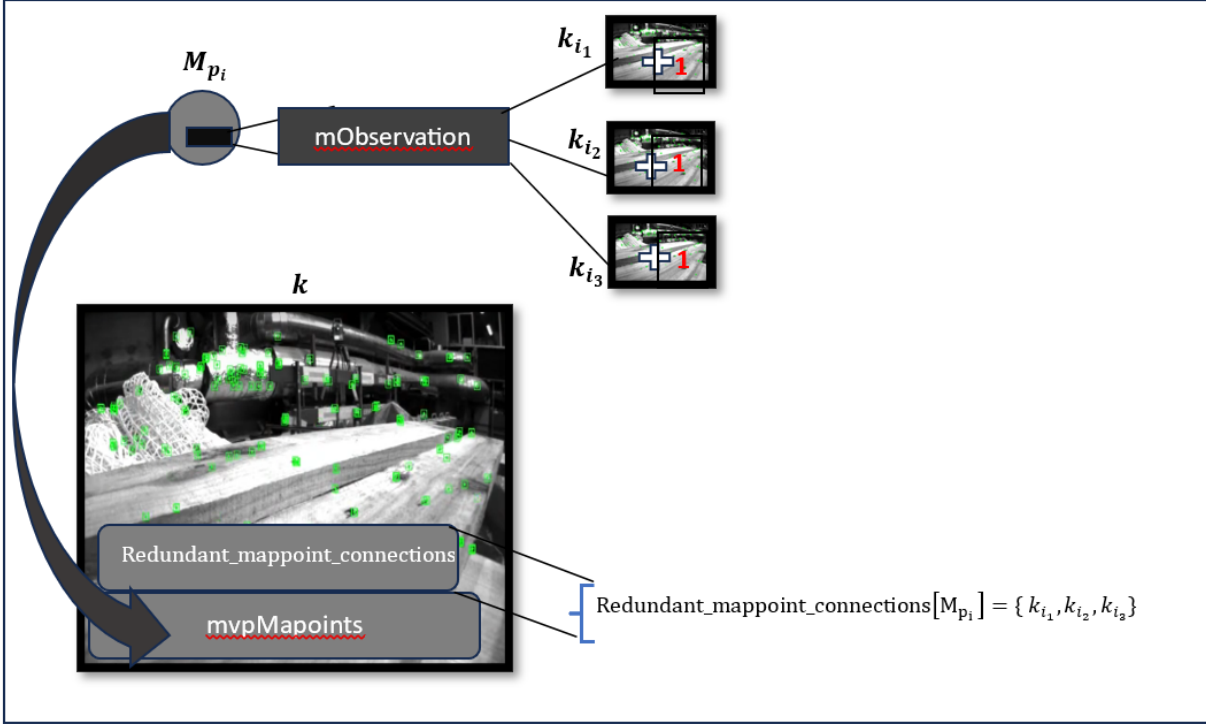 k_{i_1}
M_{p_i}
1
mObservation
k_{i_2}
1
k_{i_3}
1
k
Redundant_mappoint_connections
Redundant_mappoint_connections[M_{p_i}] = { k_{i_1}, k_{i_2}, k_{i_3}}
mvpMapoints